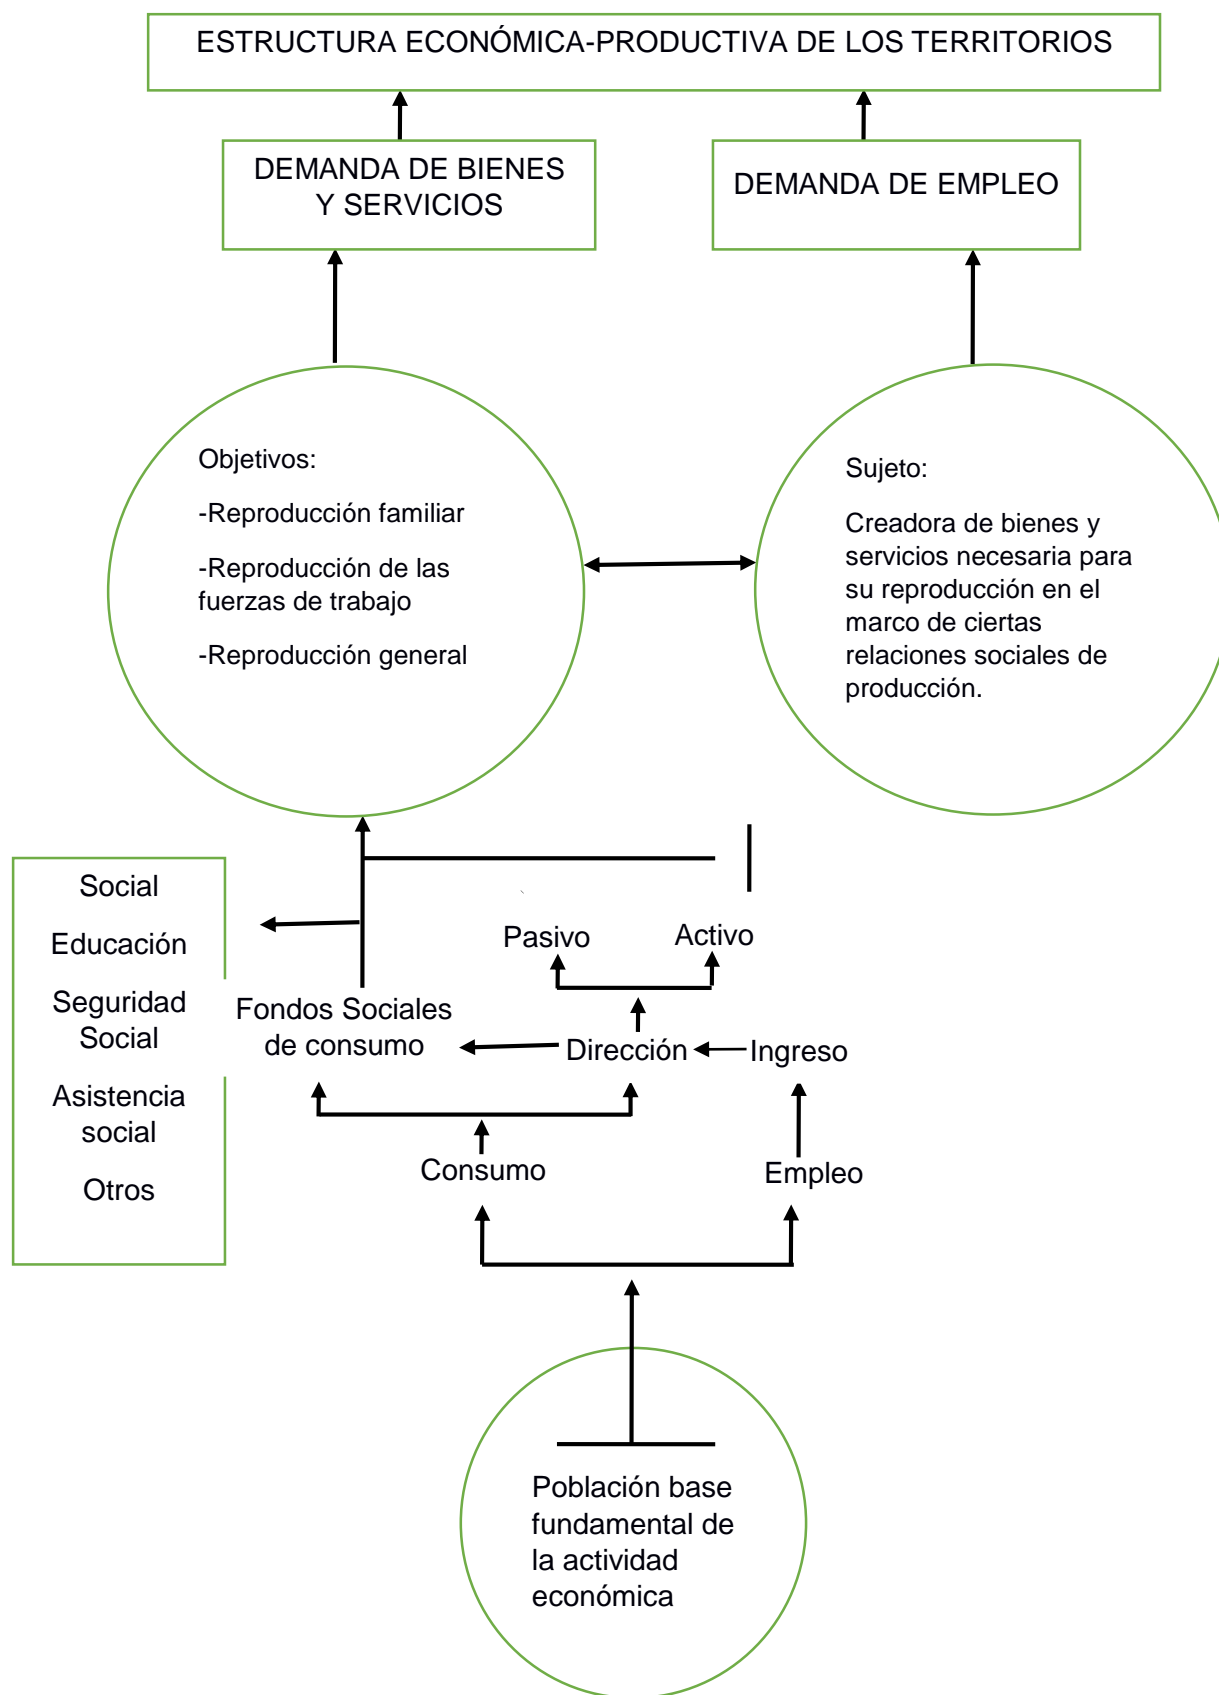 ESTRUCTURA ECONÓMICA-PRODUCTIVA DE LOS TERRITORIOS
DEMANDA DE BIENES
Y SERVICIOS
DEMANDA DE EMPLEO
Objetivos:
-Reproducción familiar
-Reproducción de las
fuerzas de trabajo
-Reproducción general
Sujeto:
Creadora de bienes y
servicios necesaria para
su reproducción en el
marco de ciertas
relaciones sociales de
producción.
Social
Educación
Seguridad
Social
Asistencia
social
Otros
Pasivo
Activo
Fondos Sociales
de consumo
Dirección
Ingreso
Consumo
Empleo
Población base
fundamental de
la actividad
económica